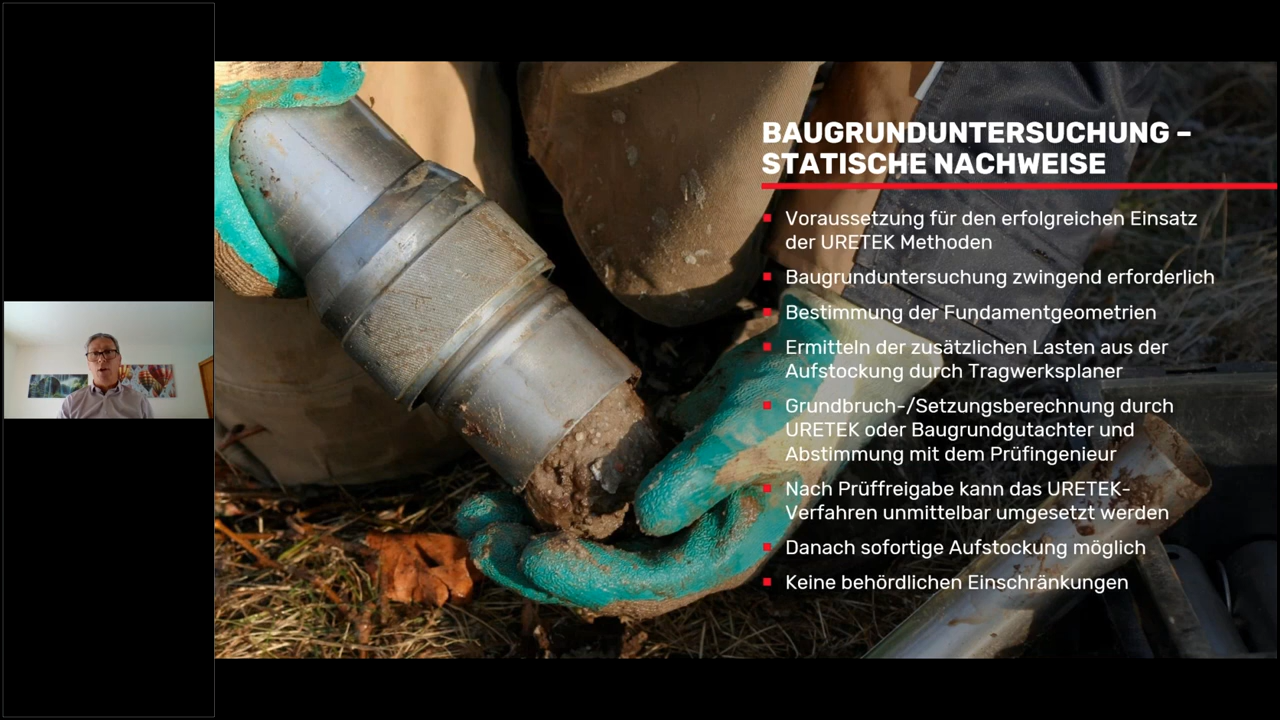 BAUGRUNDUNTERSUCHUNG –
STATISCHE NACHWEISE
Voraussetzung für den erfolgreichen Einsatz
der URETEK Methoden
Baugrunduntersuchung zwingend erforderlich
Bestimmung der Fundamentgeometrien
Ermitteln der zusätzlichen Lasten aus der
Aufstockung durch Tragwerksplaner
Grundbruch-/Setzungsberechnung durch
URETEK oder Baugrundgutachter und
Abstimmung mit dem Prüfingenieur
Nach Prüffreigabe kann das URETEK-
Verfahren unmittelbar umgesetzt werden
Danach sofortige Aufstockung möglich
Keine behördlichen Einschränkungen